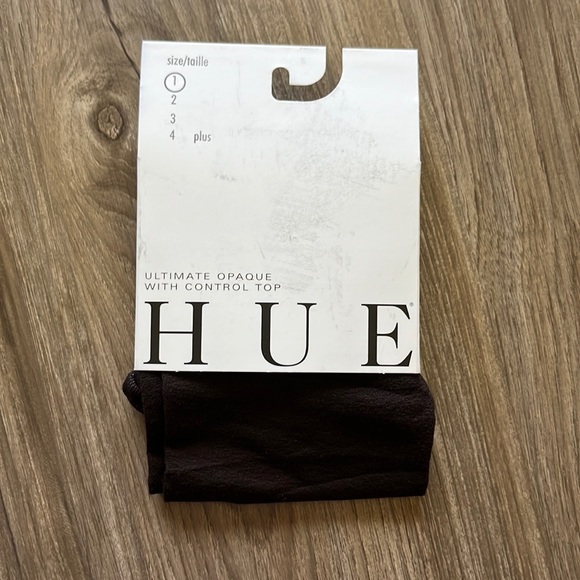 size/taille
1
2
3
4 plus
ULTIMATE OPAQUE
WITH CONTROL TOP
HUE®